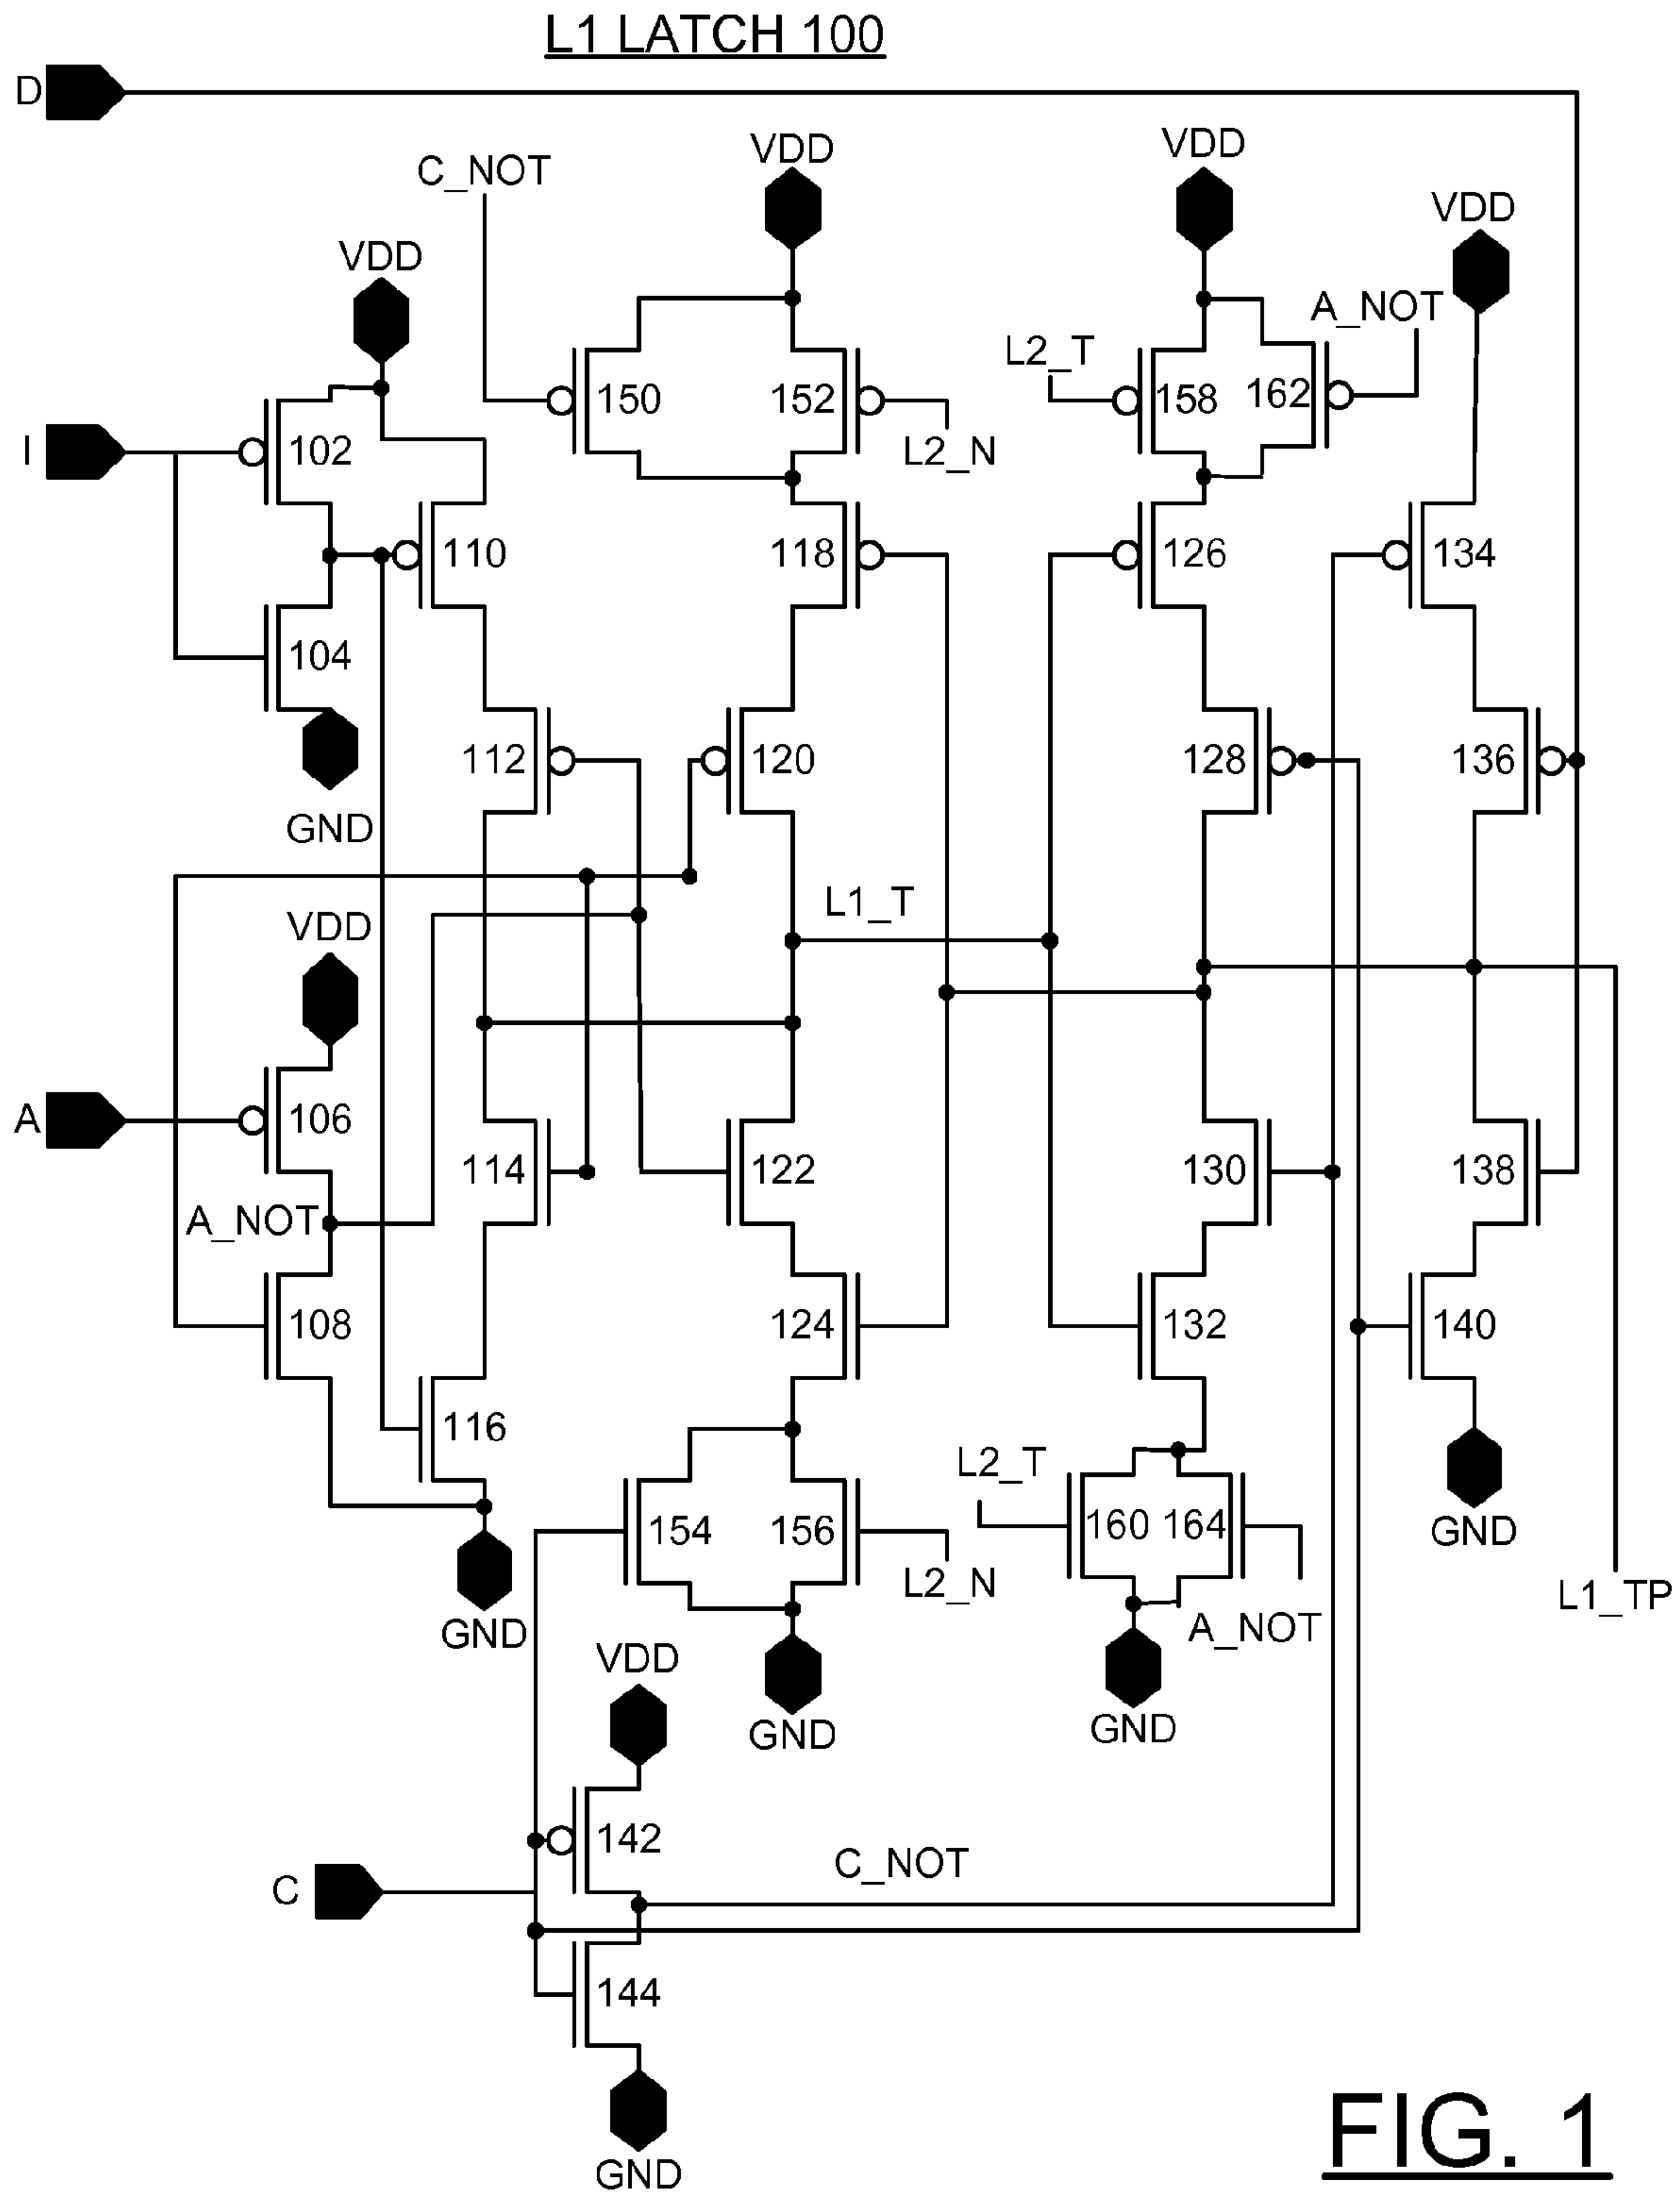 L1 LATCH 100
D
VDD
VDD
C_NOT
VDD
VDD
A_NOT
L2_T
150
152
158
162
I
102
L2_N
110
118
126
134
104
112
120
128
136
GND
L1_T
VDD
A
106
114
122
130
138
A_NOT
108
124
132
140
116
L2_T
154
156
160
164
GND
L2_N
L1_TP
GND
A_NOT
VDD
GND
GND
142
C_NOT
C
144
GND
FIG. 1